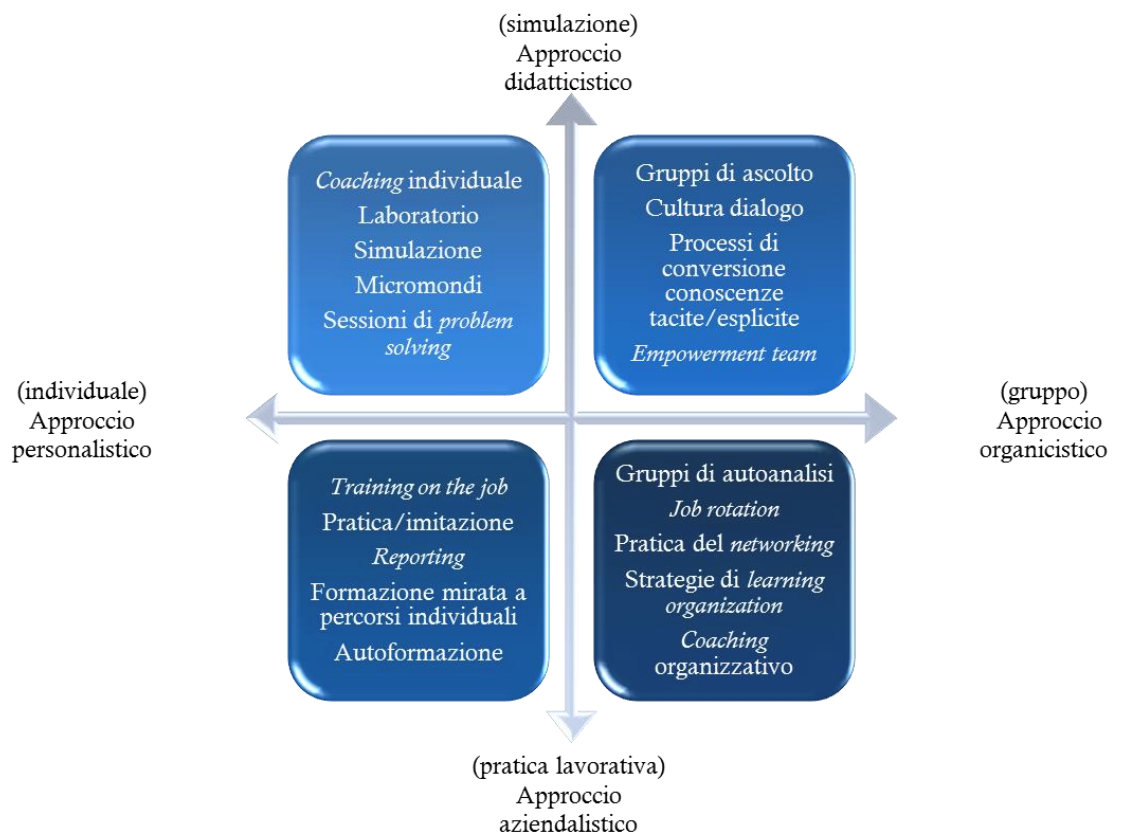 (simulazione)
Approccio
didatticistico
Coaching individuale
Laboratorio
Simulazione
Micromondi
Sessioni di problem
solving
Gruppi di ascolto
Cultura dialogo
Processi di
conversione
conoscenze
tacite/esplicite
Empowerment team
(individuale)
Approccio
personalistico
(gruppo)
Approccio
organicistico
Training on the job
Pratica/imitazione
Reporting
Formazione mirata a
percorsi individuali
Autoformazione
Gruppi di autoanalisi
Job rotation
Pratica del networking
Strategie di learning
organization
Coaching
organizzativo
(pratica lavorativa)
Approccio
aziendalistico